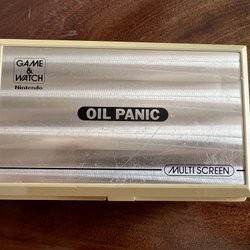 GAME
&
WATCH
Nintendo
OIL PANIC
MULTI SCREEN